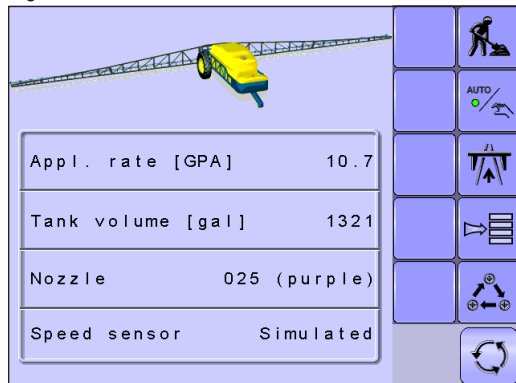 AUTO
Appl. rate [GPA] 10.7
Tank volume [gal] 1321
Nozzle 025 (purple)
Speed sensor Simulated